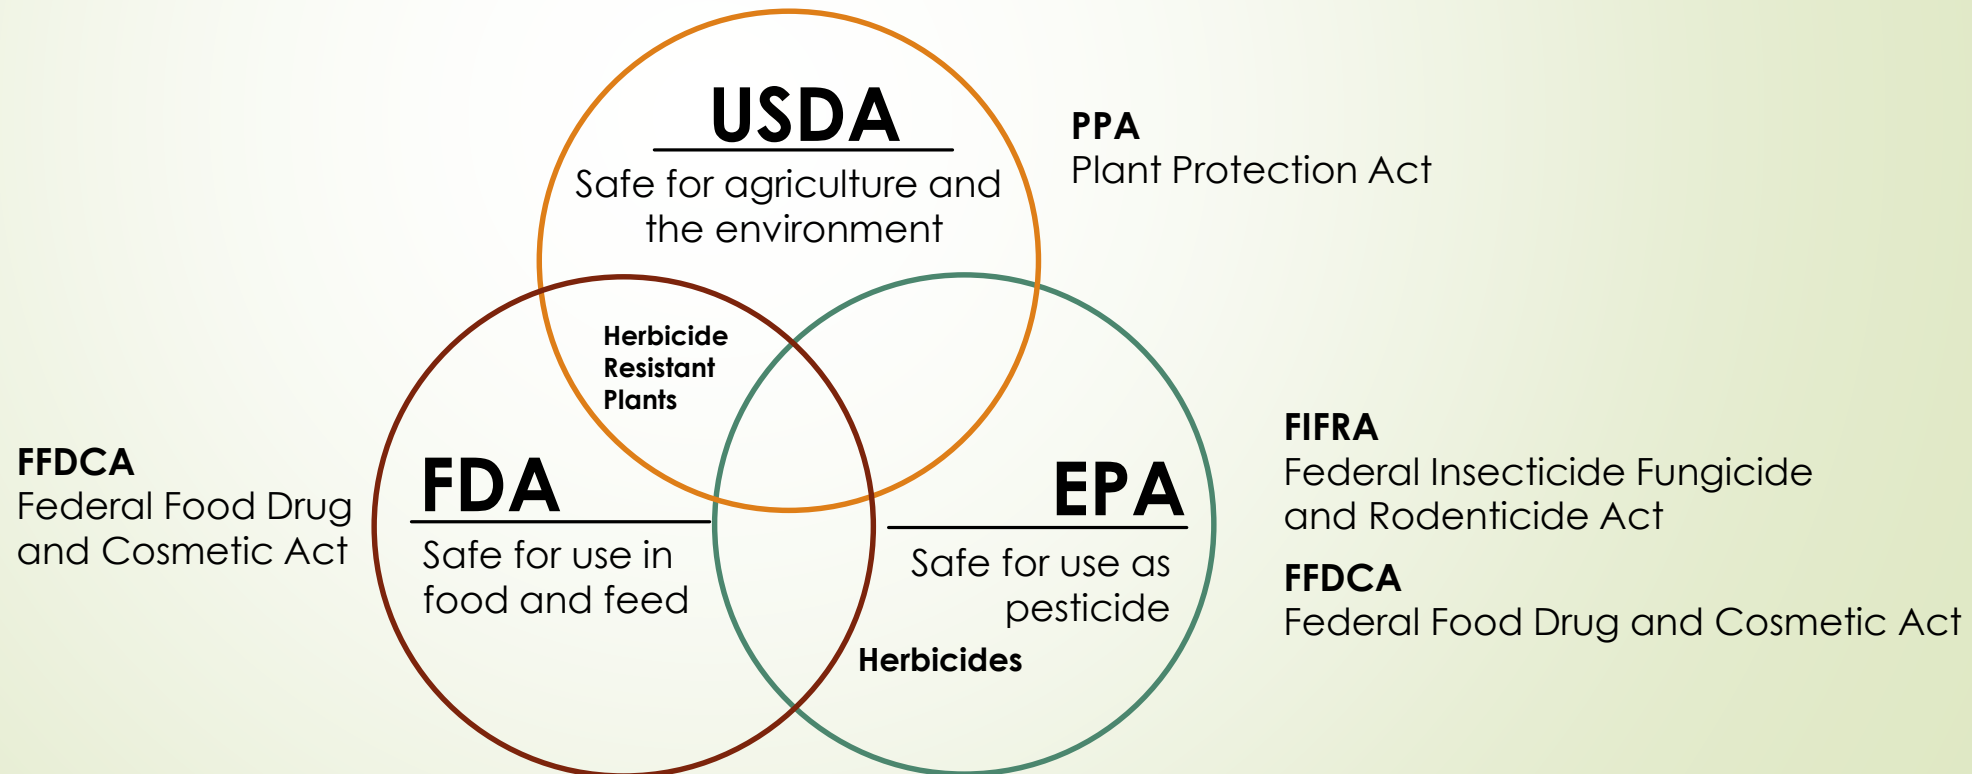 USDA
Safe for agriculture and
the environment
PPA
Plant Protection Act
Herbicide
Resistant
Plants
FFDCA
Federal Food Drug
and Cosmetic Act
FDA
Safe for use in
food and feed
EPA
Safe for use as
pesticide
Herbicides
FIFRA
Federal Insecticide Fungicide
and Rodenticide Act
FFDCA
Federal Food Drug and Cosmetic Act